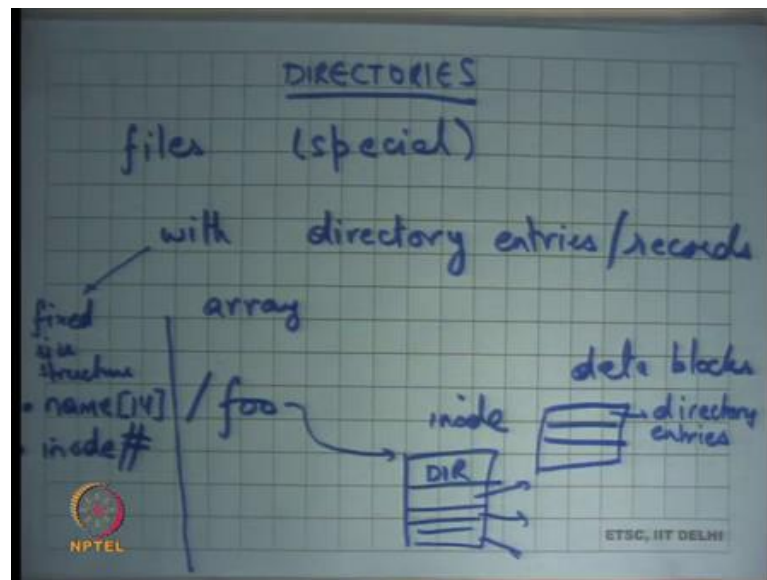 DIRECTORIES
files (special)
with directory entries/records
fixed
size
structure
• name[14]
• inode#
array
/foo
inode
DIR
data blocks
directory
entries
NPTEL
ETSC, IIT DELHI